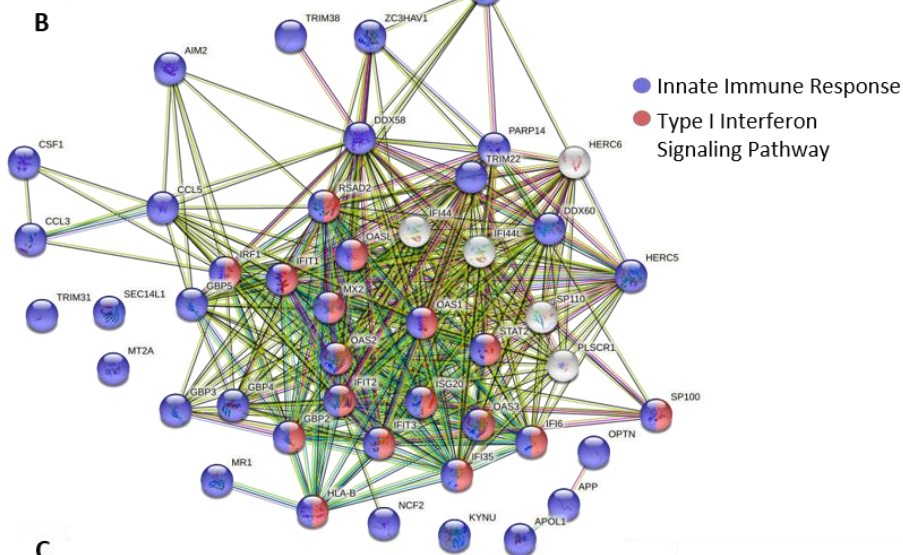 B
TRIM38
ZC3HAV1
AIM2
Innate Immune Response
Type I Interferon
Signaling Pathway
DDX58
PARP14
HERC6
CSF1
TRIM22
CCL5
RSAD2
IFI44
DDX60
CCL3
OASL
IFI44L
IRF1
IFIT1
HERC5
GBP5
MX2
TRIM31
SEC14L1
OAS1
SP110
STAT2
OAS2
PLSCR1
MT2A
IFIT2
ISG20
GBP3
GBP4
OAS3
SP100
GBP2
IFIT3
IFI6
OPTN
IFI35
MR1
HLA-B
APP
NCF2
KYNU
APOL1
C